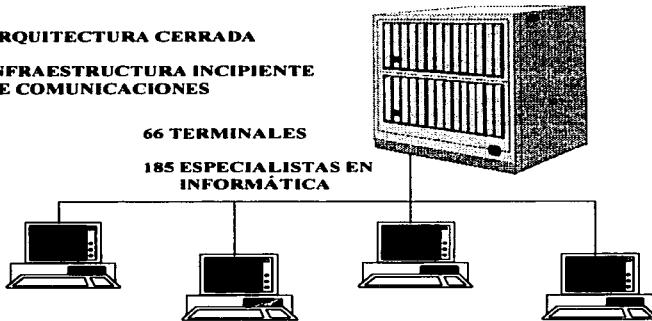 RQUITECTURA CERRADA
NFRAESTRUCTURA INCIPIENTE
E COMUNICACIONES
66 TERMINALES
185 ESPECIALISTAS EN
INFORMÁTICA